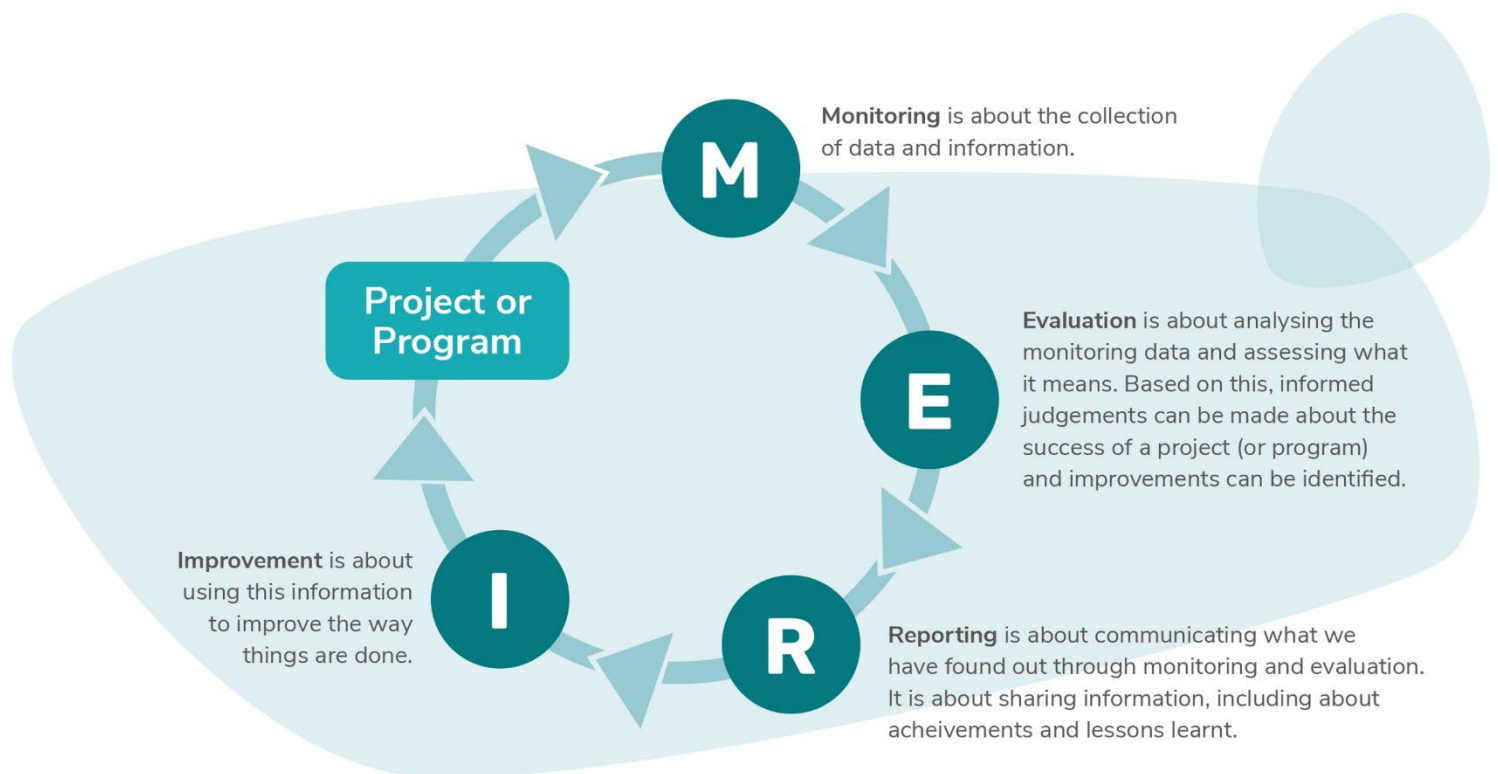 M
Monitoring is about the collection
of data and information.
Project or
Program
E
Evaluation is about analysing the
monitoring data and assessing what
it means. Based on this, informed
judgements can be made about the
success of a project (or program)
and improvements can be identified.
I
Improvement is about
using this information
to improve the way
things are done.
R
Reporting is about communicating what we
have found out through monitoring and evaluation.
It is about sharing information, including about
acheivements and lessons learnt.